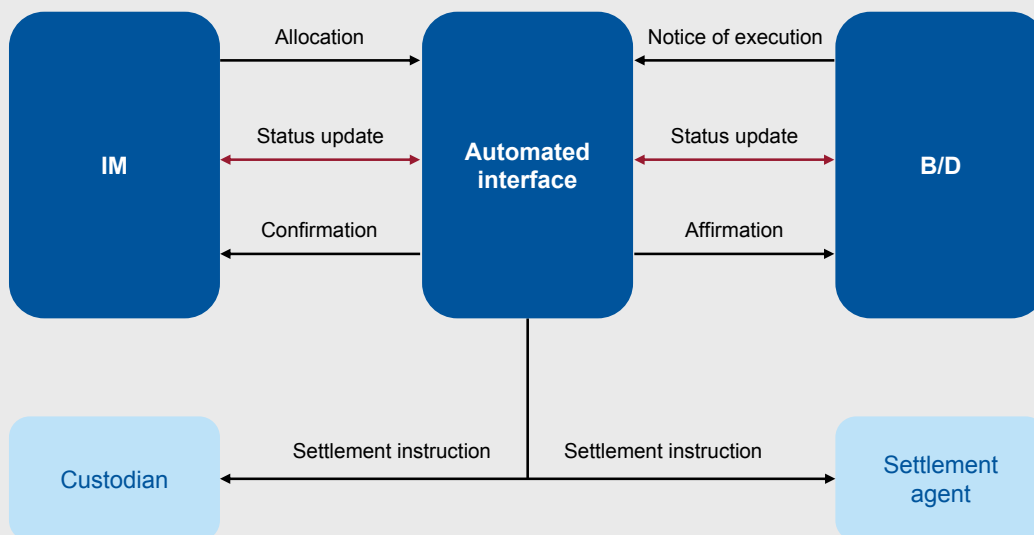 Allocation
Notice of execution
Status update
Status update
IM
Automated
interface
B/D
Confirmation
Affirmation
Settlement instruction
Settlement instruction
Custodian
Settlement
agent